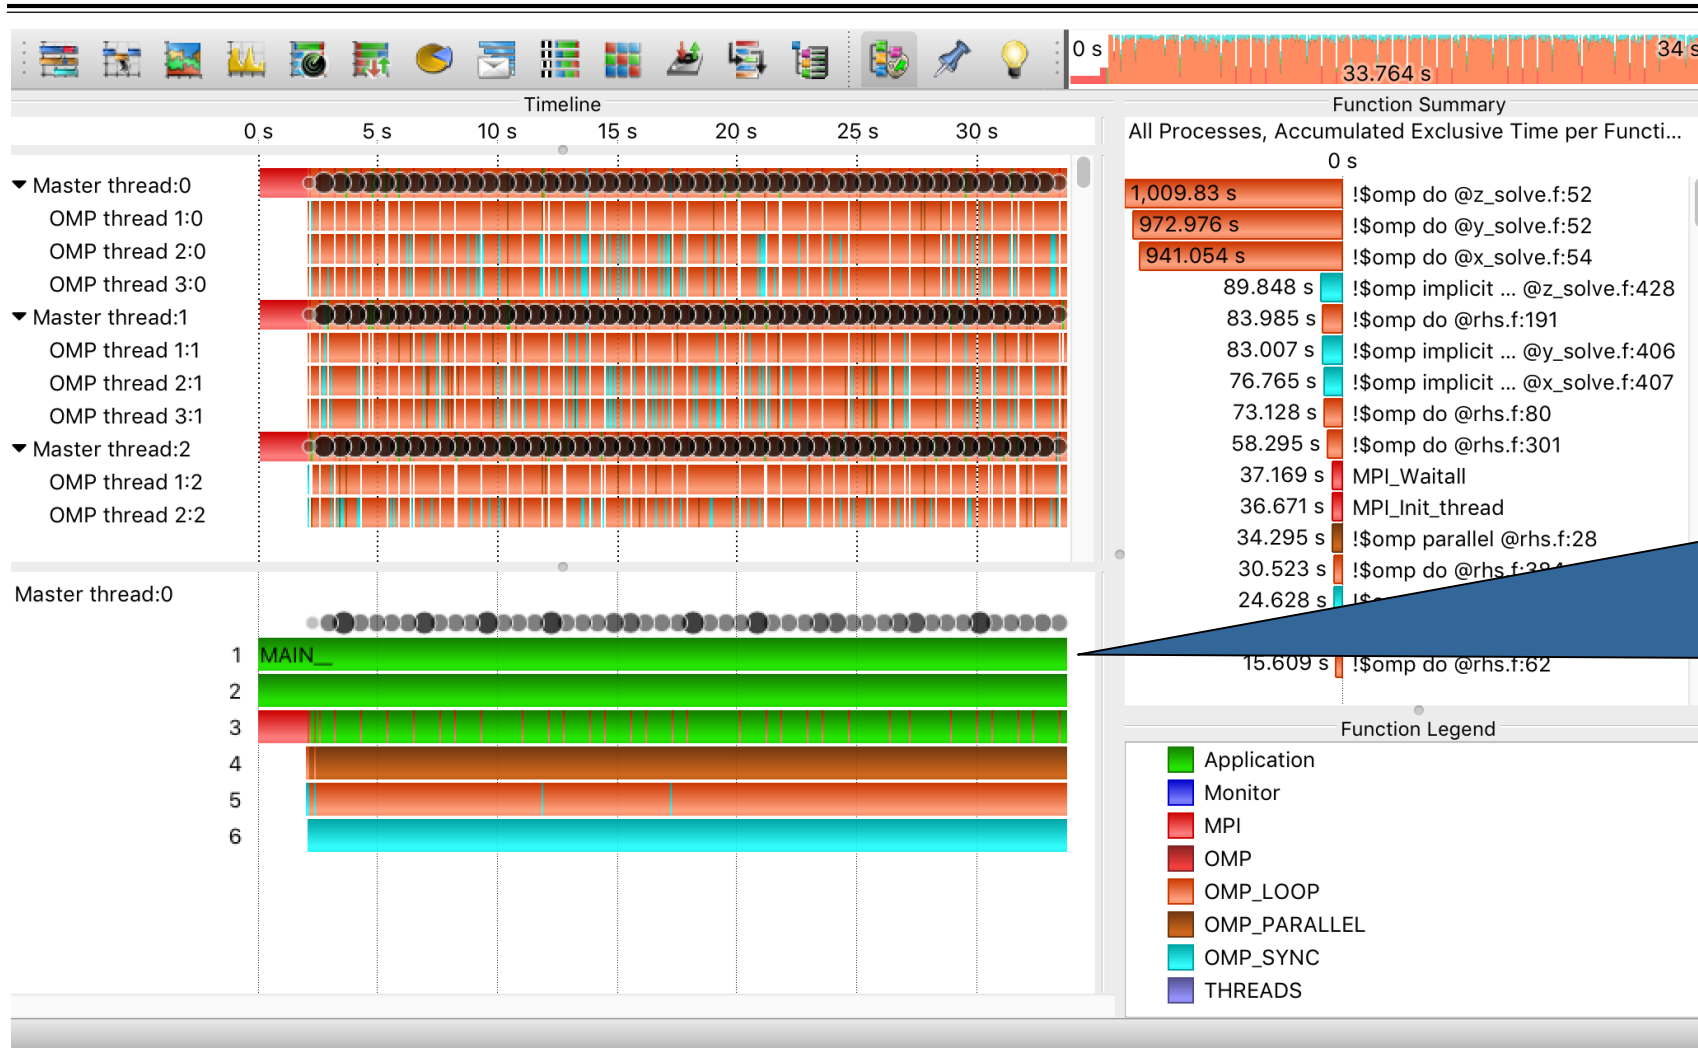 0 s
34 s
33.764 s
Timeline
0 s 5 s 10 s 15 s 20 s 25 s 30 s
Master thread:0
OMP thread 1:0
OMP thread 2:0
OMP thread 3:0
Master thread:1
OMP thread 1:1
OMP thread 2:1
OMP thread 3:1
Master thread:2
OMP thread 1:2
OMP thread 2:2
Master thread:0
1 MAIN__
2
3
4
5
6
Function Summary
All Processes, Accumulated Exclusive Time per Functi...
0 s
1,009.83 s !$omp do @z_solve.f:52
972.976 s !$omp do @y_solve.f:52
941.054 s !$omp do @x_solve.f:54
89.848 s !$omp implicit ... @z_solve.f:428
83.985 s !$omp do @rhs.f:191
83.007 s !$omp implicit ... @y_solve.f:406
76.765 s !$omp implicit ... @x_solve.f:407
73.128 s !$omp do @rhs.f:80
58.295 s !$omp do @rhs.f:301
37.169 s MPI_Waitall
36.671 s MPI_Init_thread
34.295 s !$omp parallel @rhs.f:28
30.523 s !$omp do
24.628 s
15.609 s !$omp do @rhs.f:62
Function Legend
Application
Monitor
MPI
OMP
OMP_LOOP
OMP_PARALLEL
OMP_SYNC
THREADS